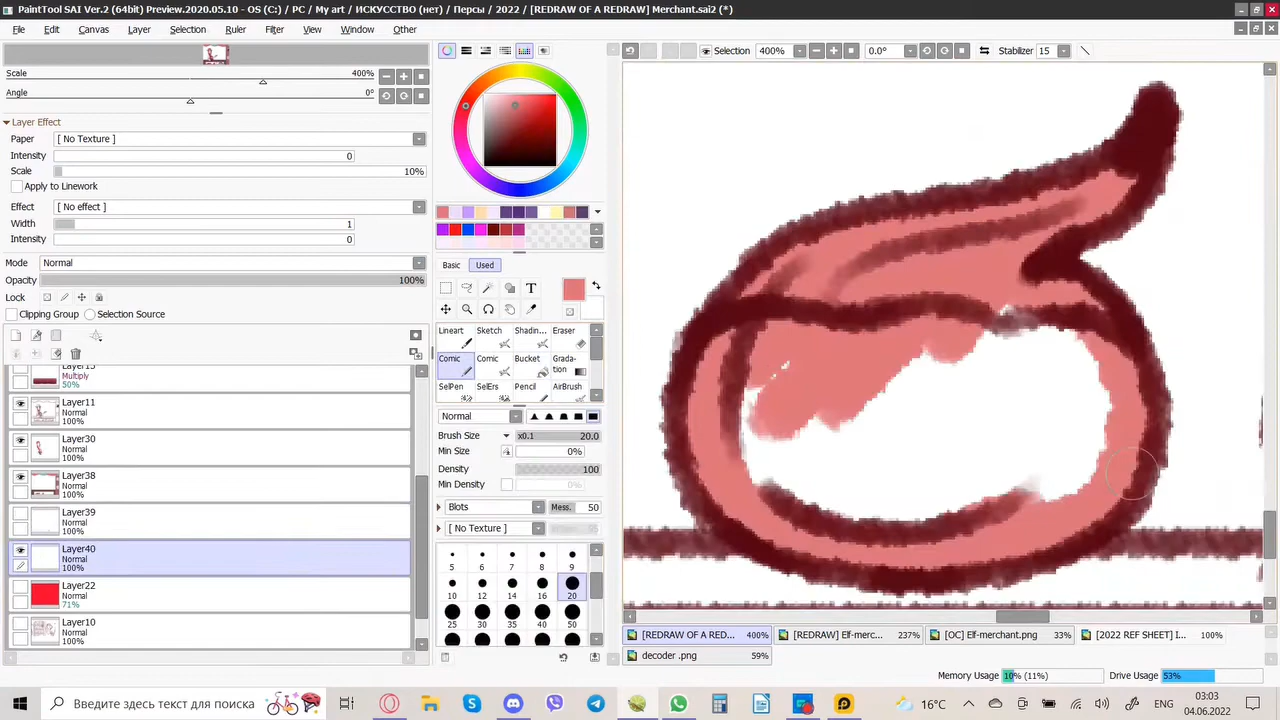 PaintTool SAI Ver.2 (64bit) Preview.2020.05.10 - OS (C:) / PC / My art / ИСКУССТВО (нет) / Персы / 2022 / [REDRAW OF A REDRAW] Merchant.sai2 (*)
File Edit Canvas Layer Selection Ruler Filter View Window Other
Scale 400%
Angle 0°
Layer Effect
Paper [ No Texture ]
Intensity 0
Scale 10%
Apply to Linework
Effect [ No effect ]
Width 1
Intensity 0
Mode Normal
Opacity 100%
Lock
Clipping Group Selection Source
Multiply
50%
Layer11
Normal
100%
Layer30
Normal
100%
Layer38
Normal
100%
Layer39
Normal
100%
Layer40
Normal
100%
Layer22
Normal
71%
Layer10
Normal
100%
Basic Used
T
Lineart Sketch Shadin... Eraser
Comic Comic Bucket Grada-
tion
SelPen SelErs Pencil AirBrush
Normal
Brush Size x0.1 20.0
Min Size 0%
Density 100
Min Density 0%
Blots Mess. 50
[ No Texture ]
5 6 7 8 9
10 12 14 16 20
25 30 35 40 50
Selection 400% 0.0° Stabilizer 15
[REDRAW OF A RED... 400% [REDRAW] Elf-merc... 237% [OC] Elf-merchant.png 33% [2022 REF SHEET] I... 100%
decoder .png 59%
Memory Usage 10% (11%) Drive Usage 53%
Введите здесь текст для поиска
16°C
ENG
03:03
04.06.2022